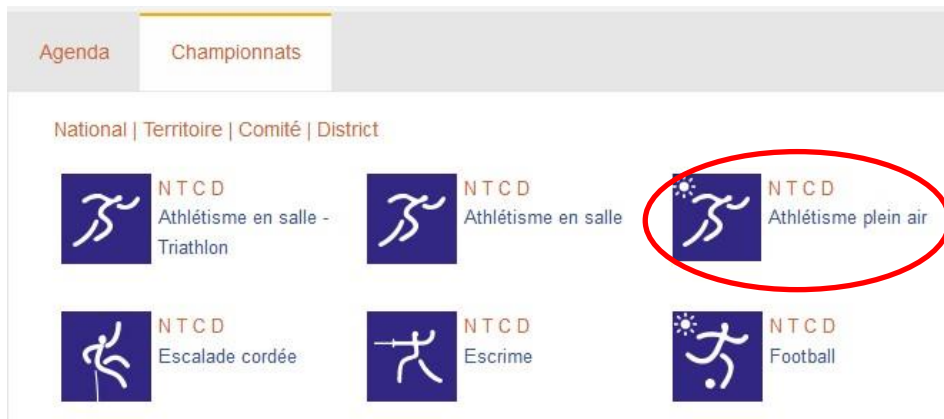 Agenda Championnats
National | Territoire | Comité | District
N T C D
Athlétisme en salle -
Triathlon
N T C D
Athlétisme en salle
N T C D
Athlétisme plein air
N T C D
Escalade cordée
N T C D
Escrime
N T C D
Football